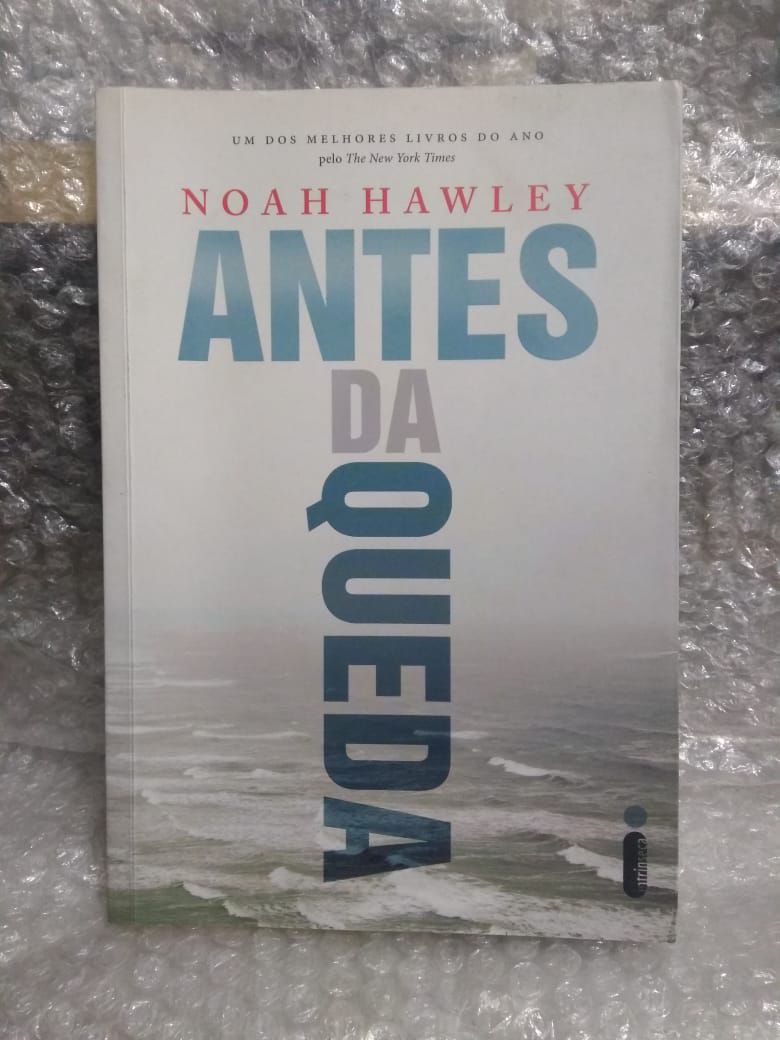 UM DOS MELHORES LIVROS DO ANO
pelo The New York Times
NOAH HAWLEY
ANTES
DA
QUEDA
intrínseca